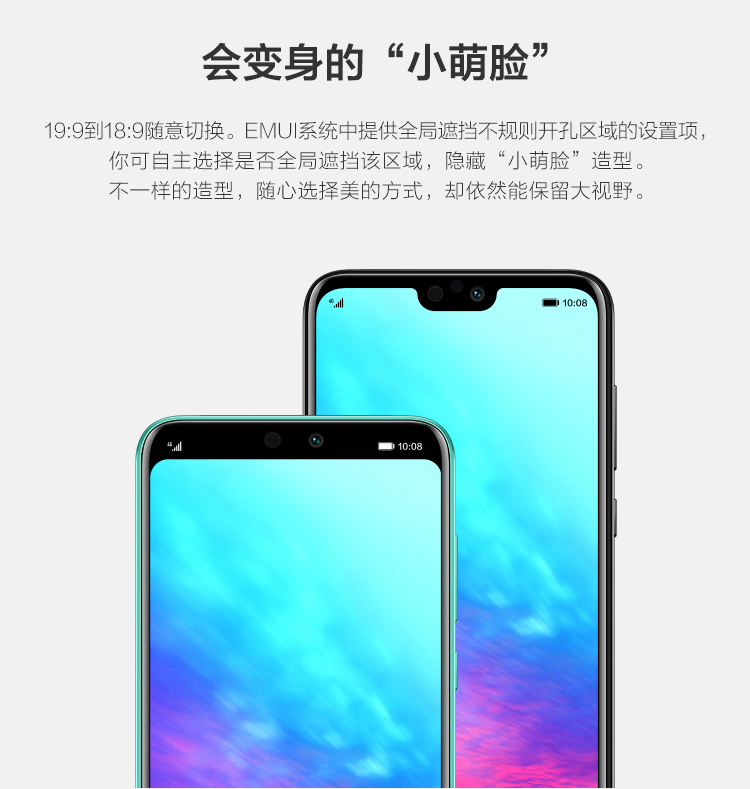 会变身的“小萌脸”
19:9到18:9随意切换。EMUI系统中提供全局遮挡不规则开孔区域的设置项，
你可自主选择是否全局遮挡该区域，隐藏“小萌脸”造型。
不一样的造型，随心选择美的方式，却依然能保留大视野。
4G 10:08
4G 10:08